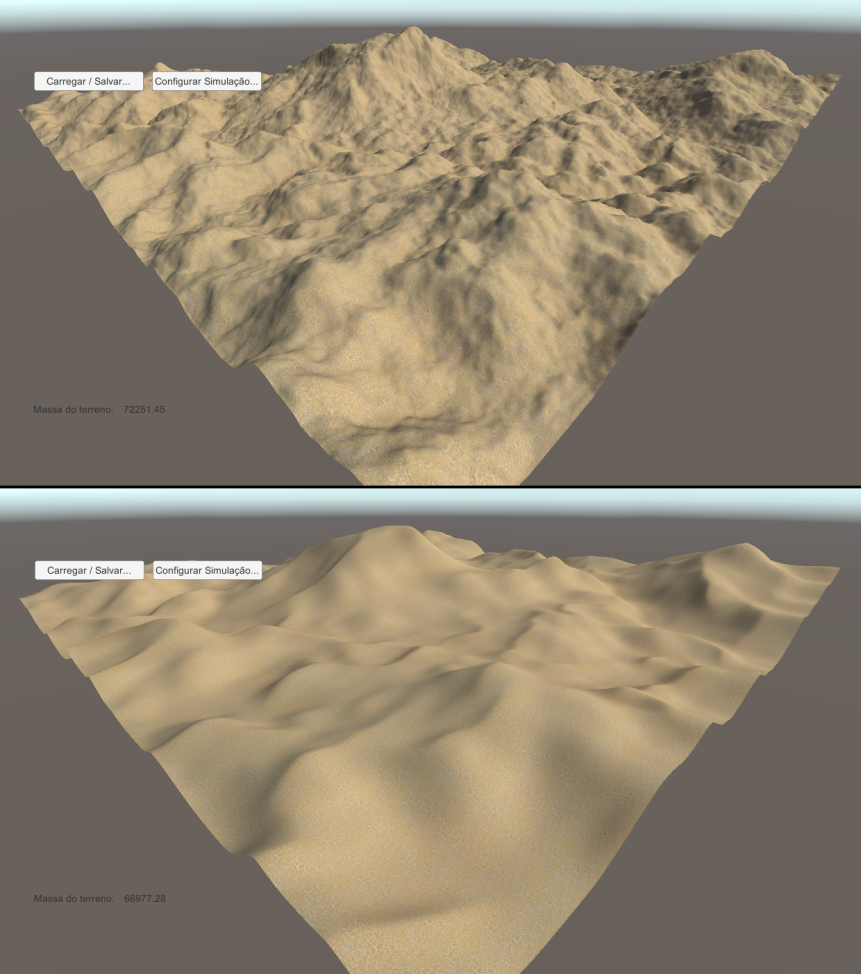 Carregar / Salvar... Configurar Simulação...
Massa do terreno: 72251.45
Carregar / Salvar... Configurar Simulação...
Massa do terreno: 66977.28